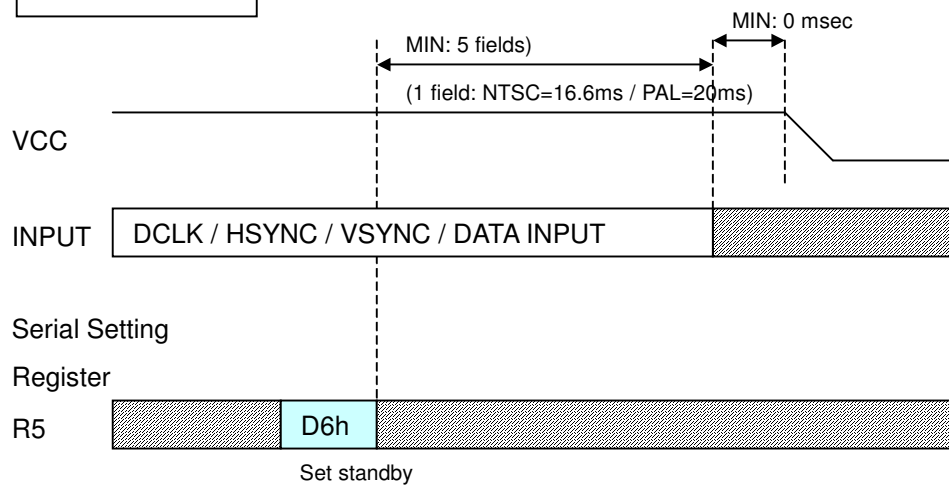 MIN: 0 msec
MIN: 5 fields)
(1 field: NTSC=16.6ms / PAL=20ms)
VCC
INPUT
DCLK / HSYNC / VSYNC / DATA INPUT
Serial Setting
Register
R5
D6h
Set standby